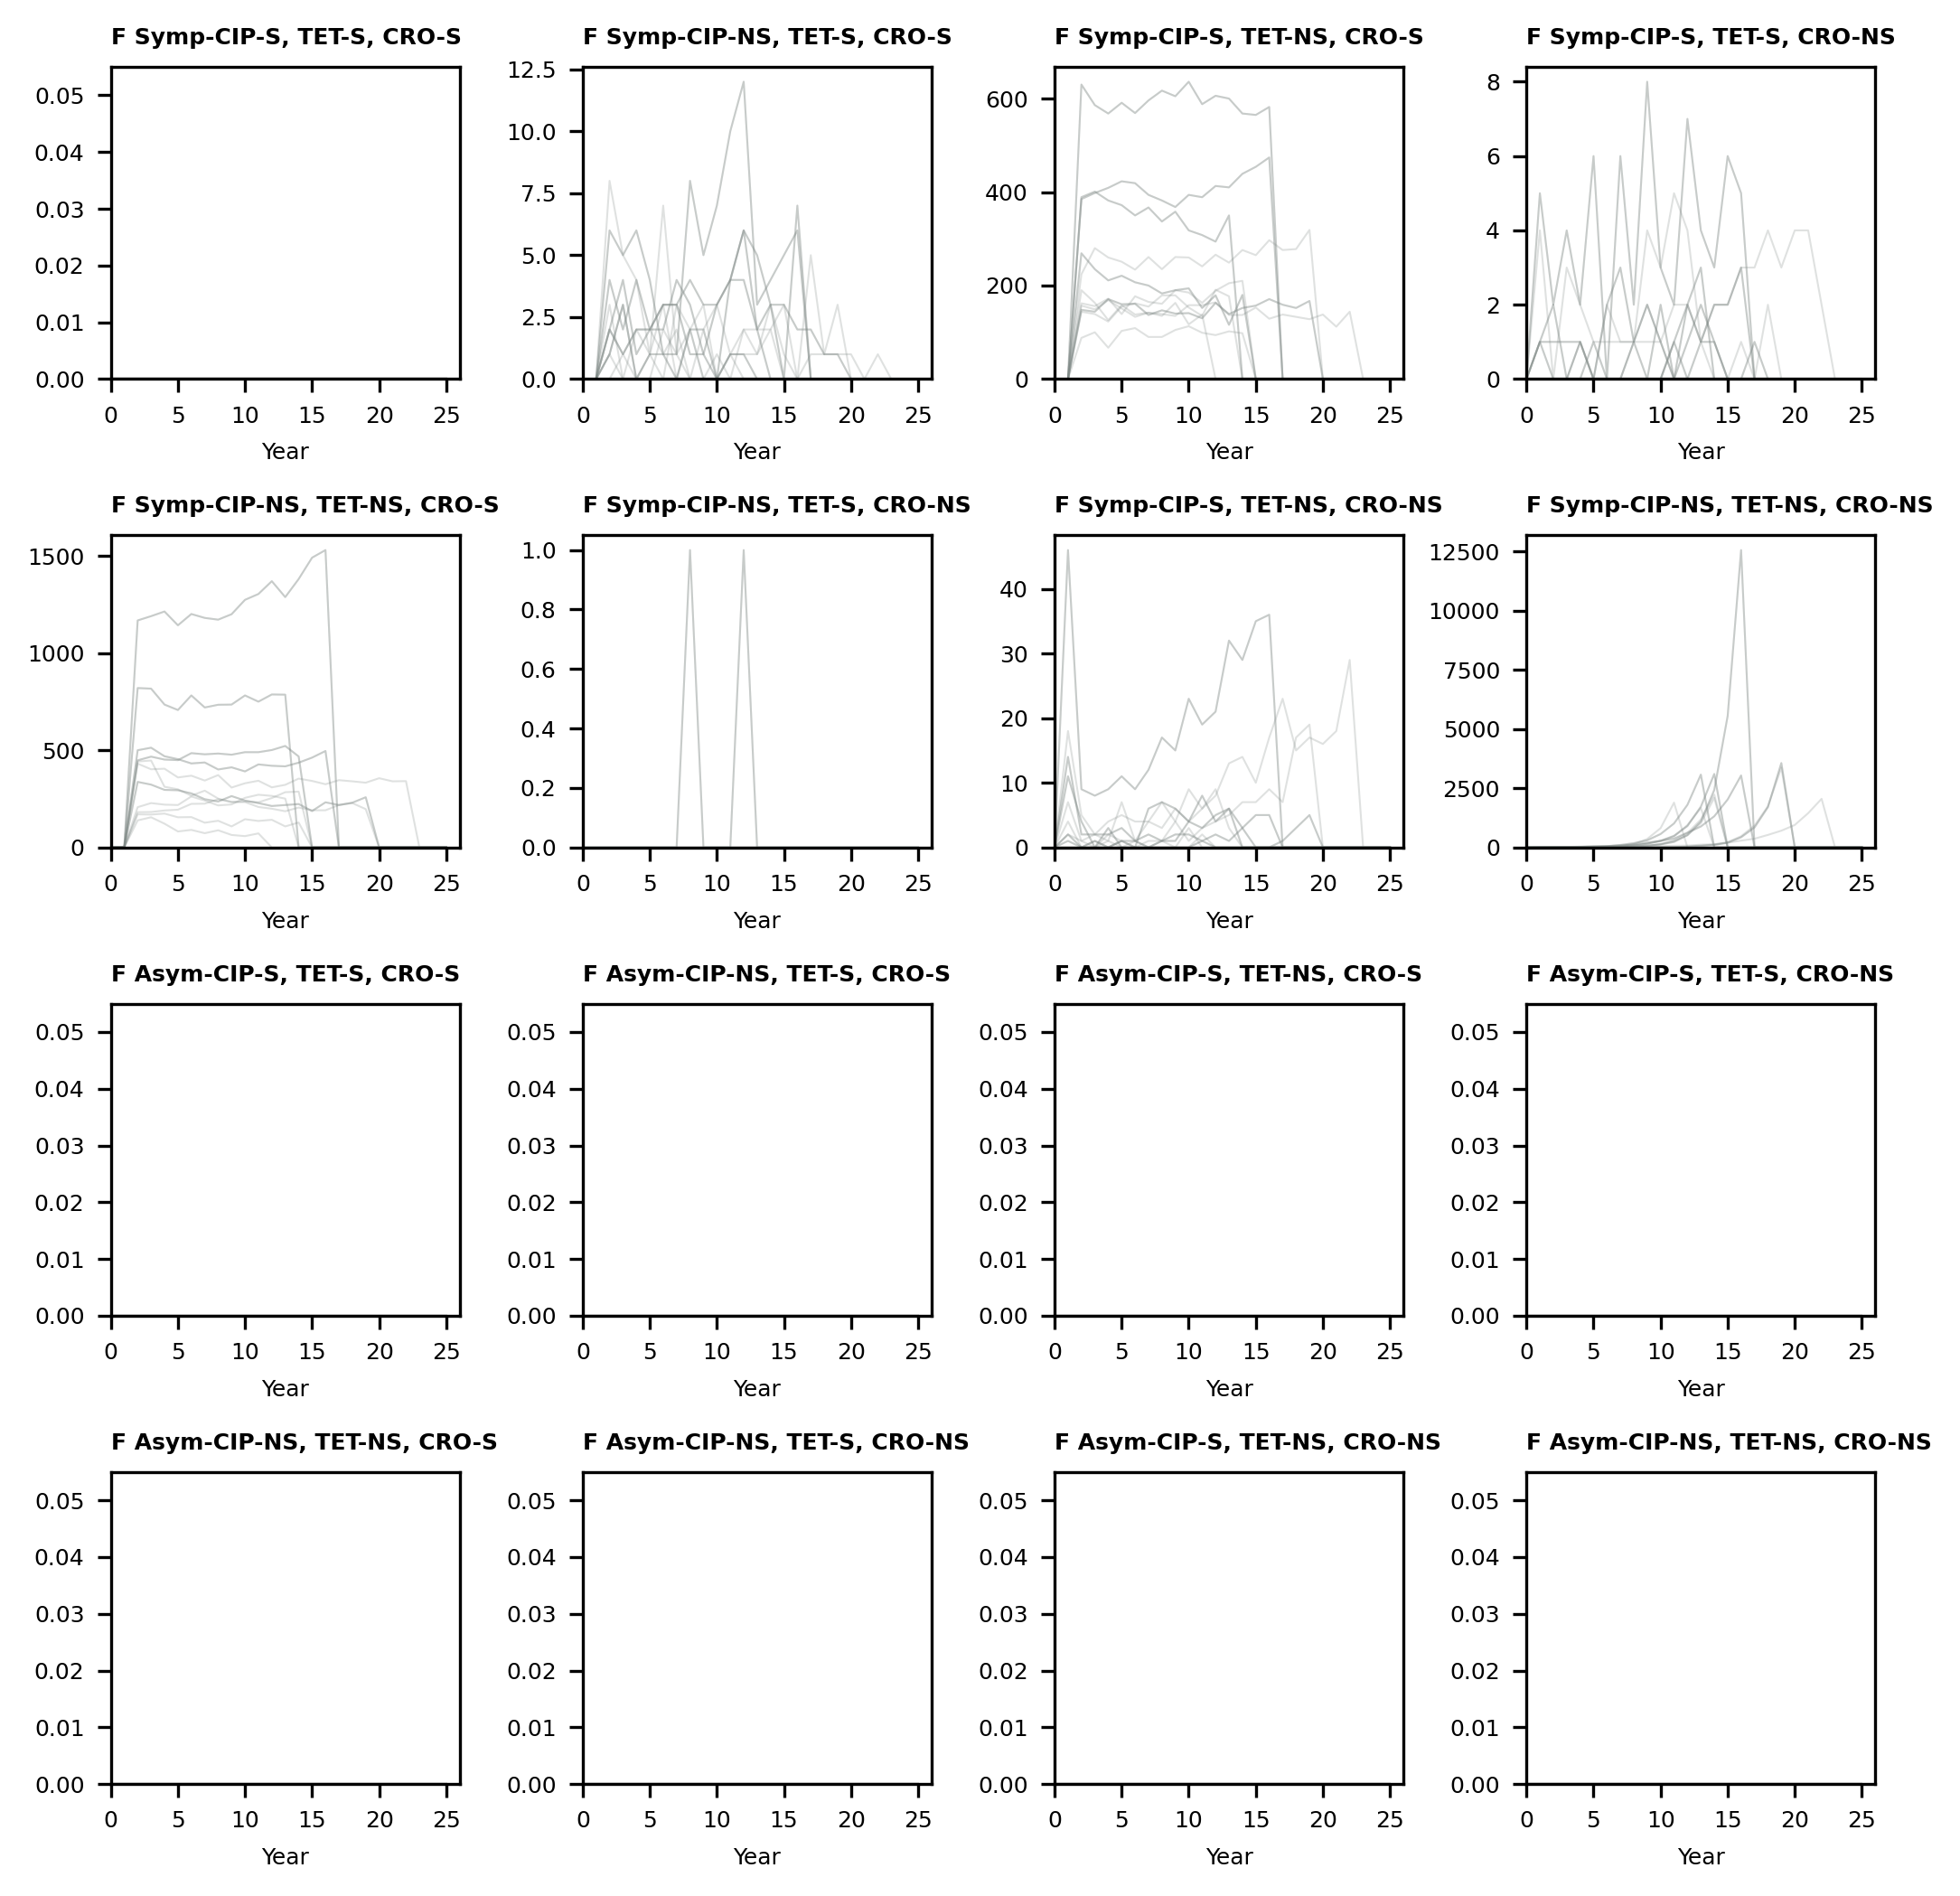 F Symp-CIP-S, TET-S, CRO-S
0.05
0.04
0.03
0.02
0.01
0.00
0 5 10 15 20 25
Year
F Symp-CIP-NS, TET-S, CRO-S
12.5
10.0
7.5
5.0
2.5
0.0
0 5 10 15 20 25
Year
F Symp-CIP-S, TET-NS, CRO-S
600
400
200
0
0 5 10 15 20 25
Year
F Symp-CIP-S, TET-S, CRO-NS
8
6
4
2
0
0 5 10 15 20 25
Year
F Symp-CIP-NS, TET-NS, CRO-S
1500
1000
500
0
0 5 10 15 20 25
Year
F Symp-CIP-NS, TET-S, CRO-NS
1.0
0.8
0.6
0.4
0.2
0.0
0 5 10 15 20 25
Year
F Symp-CIP-S, TET-NS, CRO-NS
40
30
20
10
0
0 5 10 15 20 25
Year
F Symp-CIP-NS, TET-NS, CRO-NS
12500
10000
7500
5000
2500
0
0 5 10 15 20 25
Year
F Asym-CIP-S, TET-S, CRO-S
0.05
0.04
0.03
0.02
0.01
0.00
0 5 10 15 20 25
Year
F Asym-CIP-NS, TET-S, CRO-S
0.05
0.04
0.03
0.02
0.01
0.00
0 5 10 15 20 25
Year
F Asym-CIP-S, TET-NS, CRO-S
0.05
0.04
0.03
0.02
0.01
0.00
0 5 10 15 20 25
Year
F Asym-CIP-S, TET-S, CRO-NS
0.05
0.04
0.03
0.02
0.01
0.00
0 5 10 15 20 25
Year
F Asym-CIP-NS, TET-NS, CRO-S
0.05
0.04
0.03
0.02
0.01
0.00
0 5 10 15 20 25
Year
F Asym-CIP-NS, TET-S, CRO-NS
0.05
0.04
0.03
0.02
0.01
0.00
0 5 10 15 20 25
Year
F Asym-CIP-S, TET-NS, CRO-NS
0.05
0.04
0.03
0.02
0.01
0.00
0 5 10 15 20 25
Year
F Asym-CIP-NS, TET-NS, CRO-NS
0.05
0.04
0.03
0.02
0.01
0.00
0 5 10 15 20 25
Year